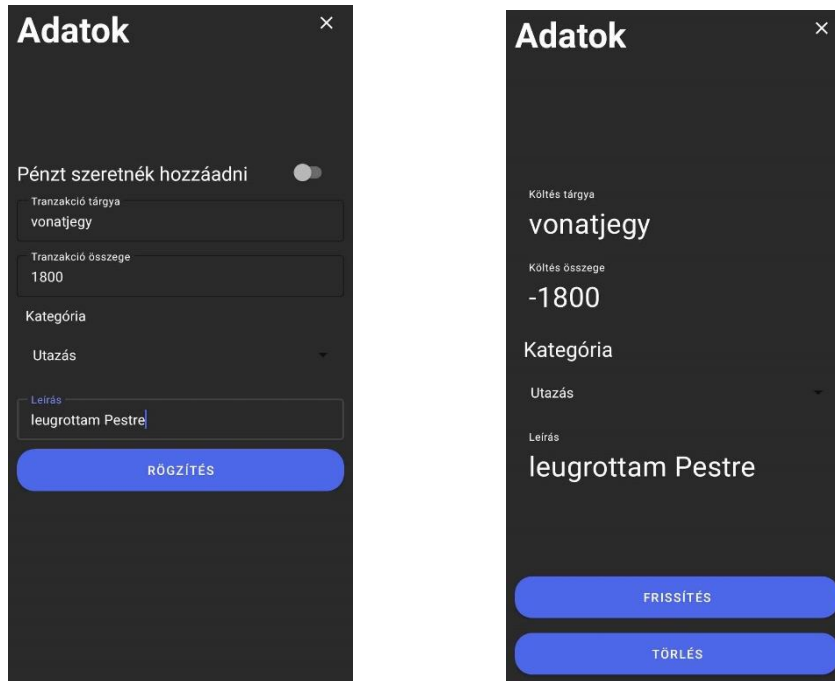 Adatok
Pénzt szeretnék hozzáadni
Tranzakció tárgya
vonatjegy
Tranzakció összege
1800
Kategória
Utazás
Leírás
leugrottam Pestre
RÖGZÍTÉS
Adatok
Költés tárgya
vonatjegy
Költés összege
-1800
Kategória
Utazás
Leírás
leugrottam Pestre
FRISSÍTÉS
TÖRLÉS